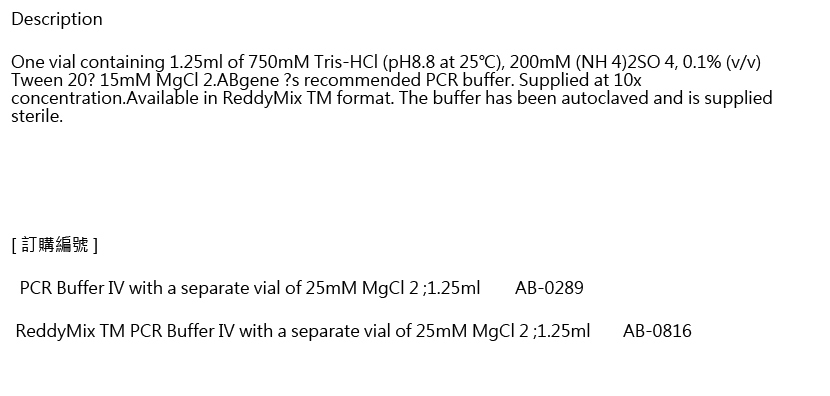 Description
One vial containing 1.25ml of 750mM Tris-HCl (pH8.8 at 25℃), 200mM (NH 4)2SO 4, 0.1% (v/v)
Tween 20? 15mM MgCl 2.ABgene ?s recommended PCR buffer. Supplied at 10x
concentration.Available in ReddyMix TM format. The buffer has been autoclaved and is supplied
sterile.
[ 訂購編號 ]
PCR Buffer IV with a separate vial of 25mM MgCl 2 ;1.25ml AB-0289
ReddyMix TM PCR Buffer IV with a separate vial of 25mM MgCl 2 ;1.25ml AB-0816